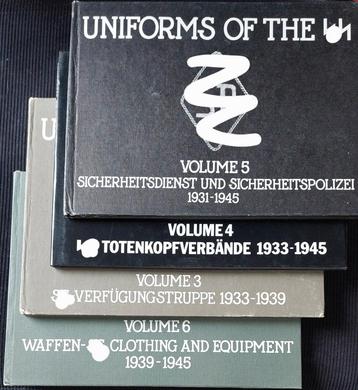 UNIFORMS OF THE
VOLUME 5
SICHERHEITSDIENST UND SICHERHEITSPOLIZEI
1931-1945
VOLUME 4
TOTENKOPFVERBÄNDE 1933-1945
U
VOLUME 3
VERFÜGUNGSTRUPPE 1933-1939
VOLUME 6
WAFFEN- CLOTHING AND EQUIPMENT
1939-1945